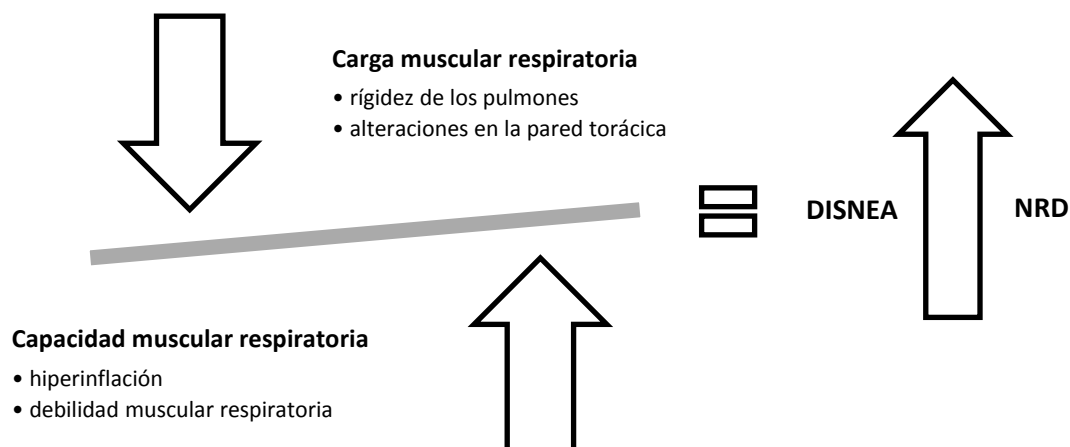 Carga muscular respiratoria
• rígidez de los pulmones
• alteraciones en la pared torácica
DISNEA
NRD
Capacidad muscular respiratoria
• hiperinflación
• debilidad muscular respiratoria